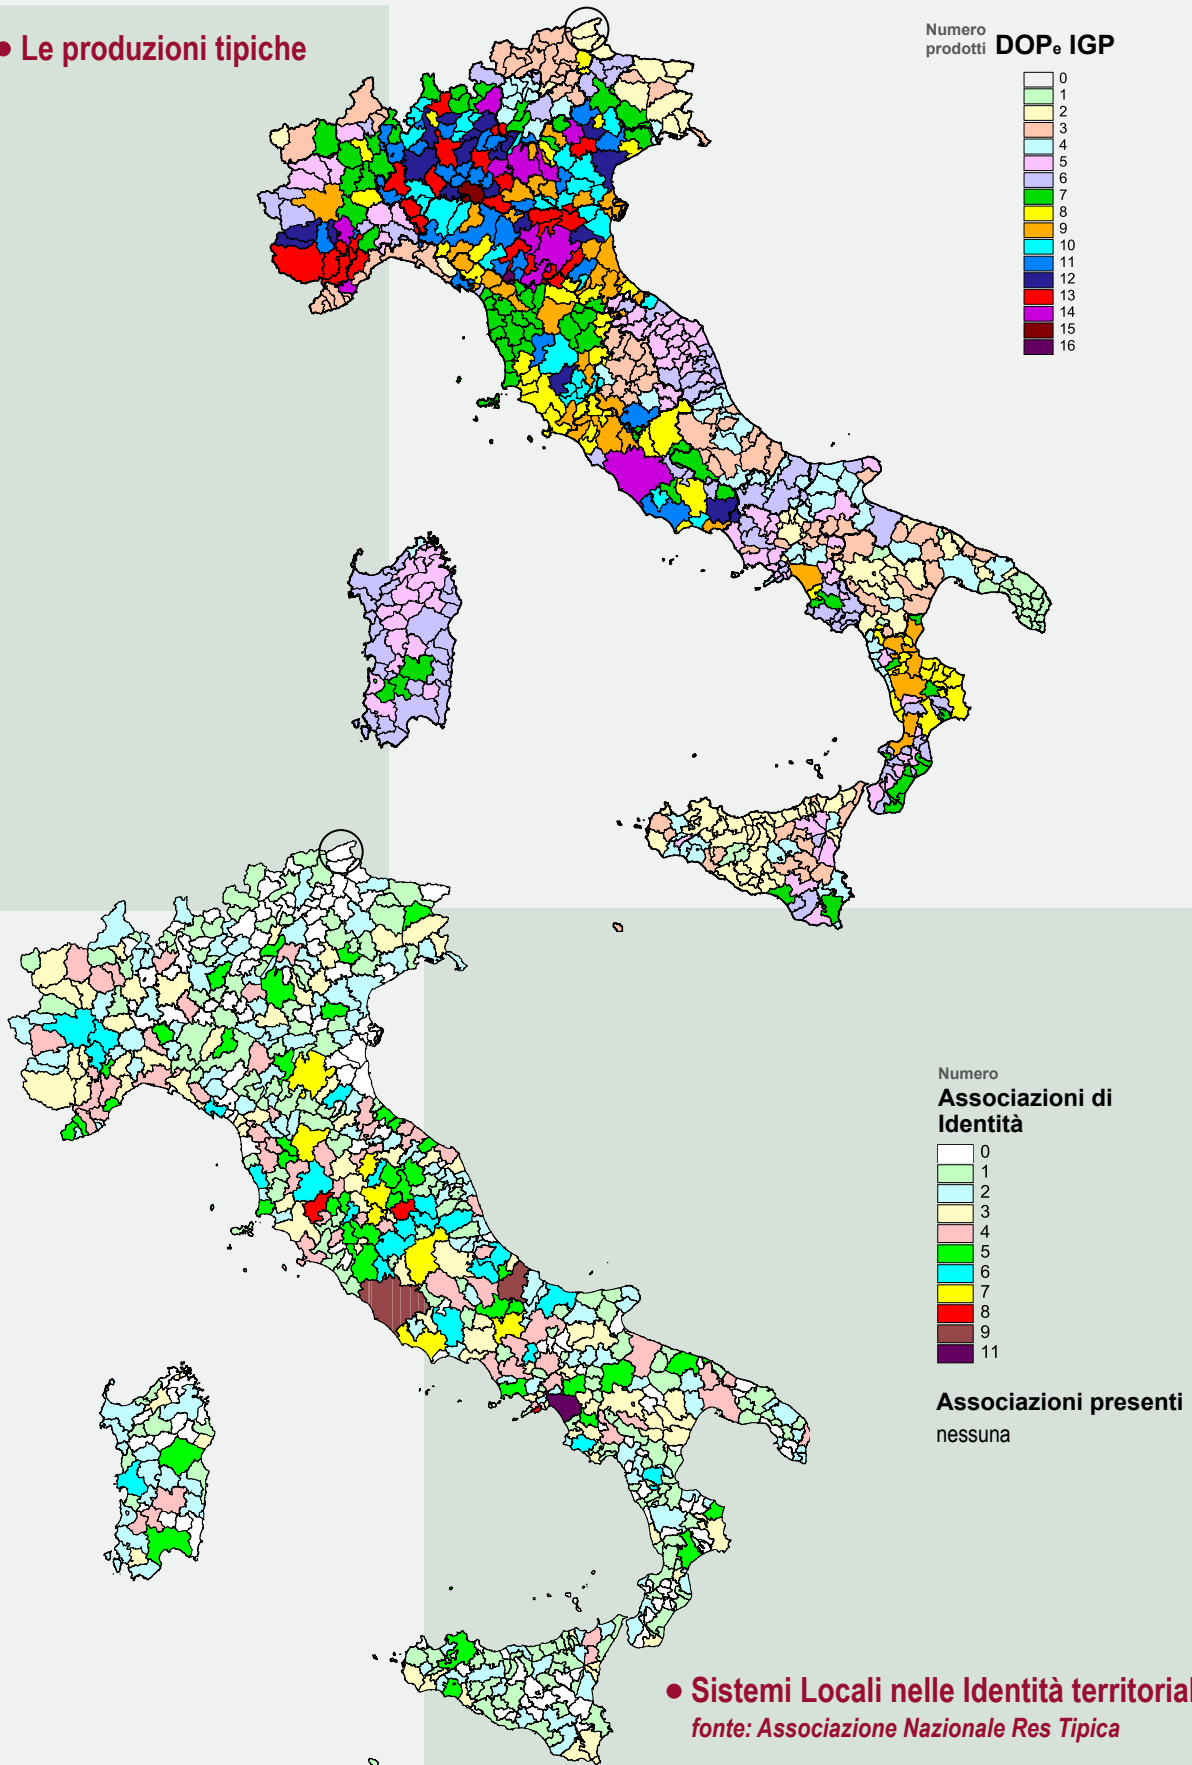 • Le produzioni tipiche
Numero
prodotti DOP e IGP
0
1
2
3
4
5
6
7
8
9
10
11
12
13
14
15
16
Numero
Associazioni di
Identità
0
1
2
3
4
5
6
7
8
9
11
Associazioni presenti
nessuna
• Sistemi Locali nelle Identità territorial
fonte: Associazione Nazionale Res Tipica